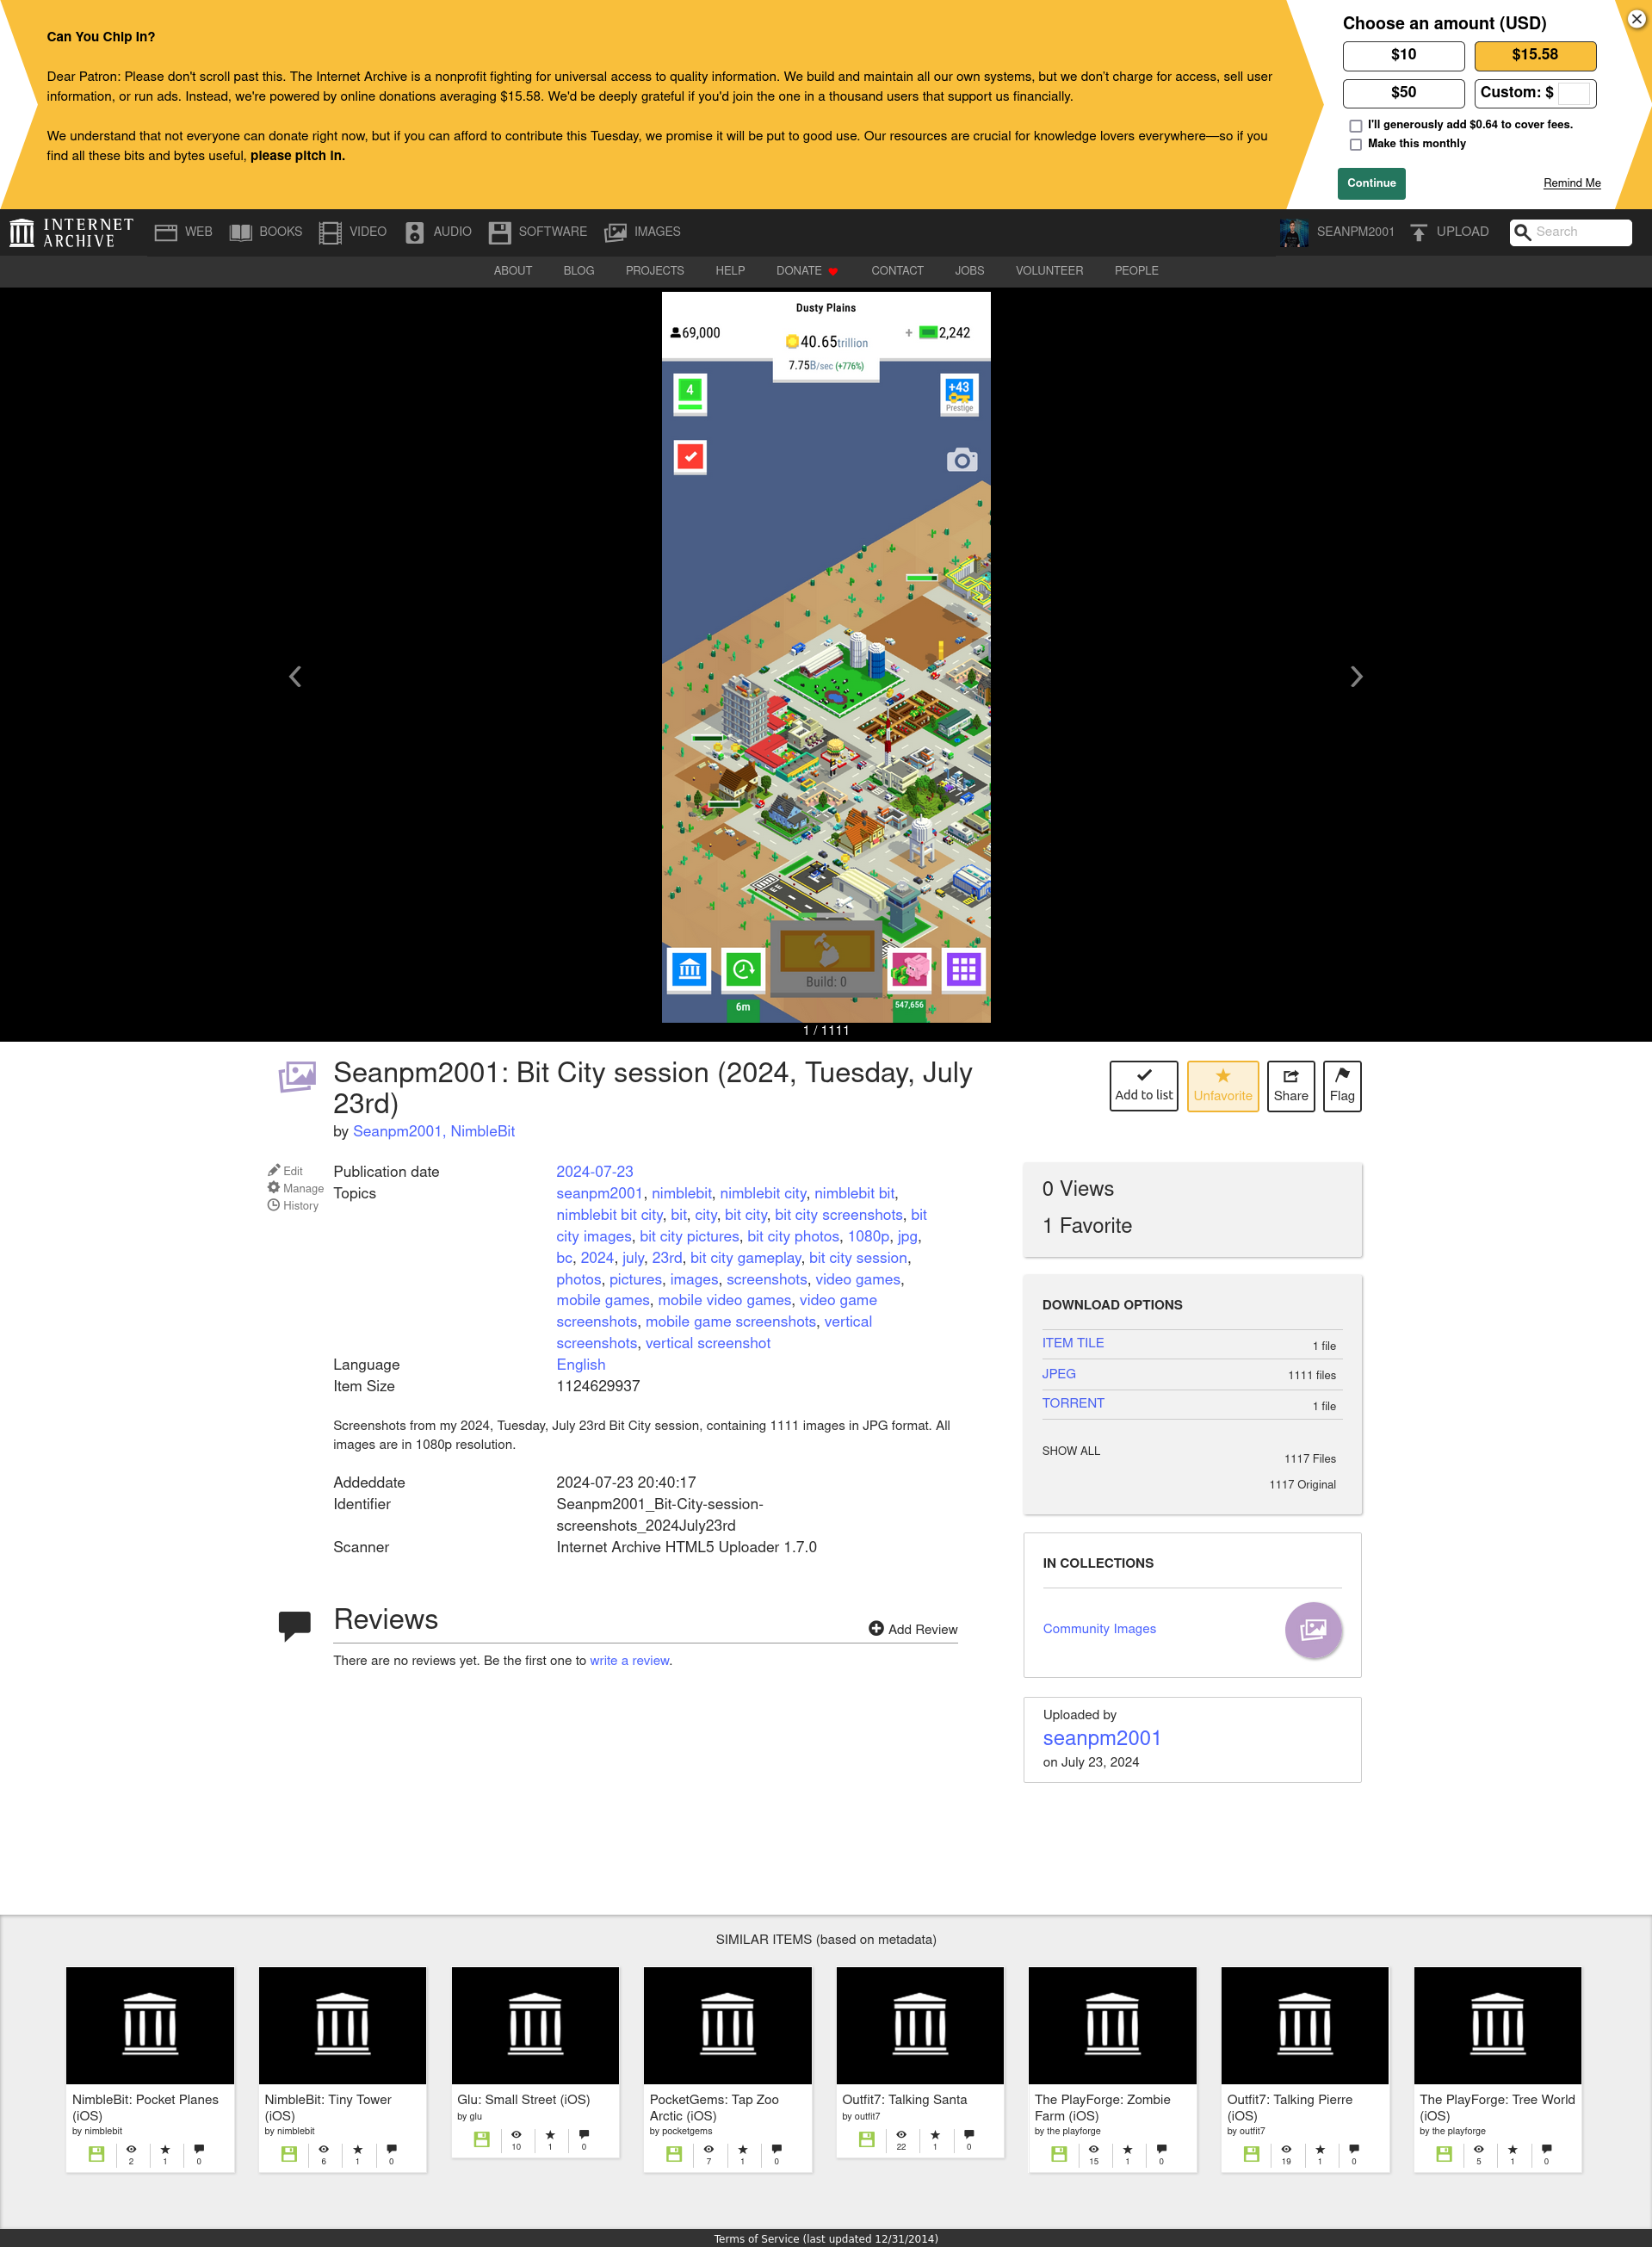 Can You Chip In?
Dear Patron: Please don't scroll past this. The Internet Archive is a nonprofit fighting for universal access to quality information. We build and maintain all our own systems, but we don't charge for access, sell user
information, or run ads. Instead, we're powered by online donations averaging $15.58. We'd be deeply grateful if you'd join the one in a thousand users that support us financially.
We understand that not everyone can donate right now, but if you can afford to contribute this Tuesday, we promise it will be put to good use. Our resources are crucial for knowledge lovers everywhere—so if you
find all these bits and bytes useful, please pitch in.
Choose an amount (USD)
$10 $15.58
$50 Custom: $
I'll generously add $0.64 to cover fees.
Make this monthly
Continue Remind Me
INTERNET ARCHIVE WEB BOOKS VIDEO AUDIO SOFTWARE IMAGES SEANPM2001 UPLOAD Search
ABOUT BLOG PROJECTS HELP DONATE CONTACT JOBS VOLUNTEER PEOPLE
Dusty Plains
69,000 40.65trillion + 2,242
7.75B/sec (+776%)
4 +43
Prestige
Build: 0
6m 547,656
1 / 1111
Seanpm2001: Bit City session (2024, Tuesday, July
23rd)
by Seanpm2001, NimbleBit
Add to list Unfavorite Share Flag
Edit
Manage
History
Publication date 2024-07-23
Topics seanpm2001, nimblebit, nimblebit city, nimblebit bit,
nimblebit bit city, bit, city, bit city, bit city screenshots, bit
city images, bit city pictures, bit city photos, 1080p, jpg,
bc, 2024, july, 23rd, bit city gameplay, bit city session,
photos, pictures, images, screenshots, video games,
mobile games, mobile video games, video game
screenshots, mobile game screenshots, vertical
screenshots, vertical screenshot
Language English
Item Size 1124629937
Screenshots from my 2024, Tuesday, July 23rd Bit City session, containing 1111 images in JPG format. All
images are in 1080p resolution.
Addeddate 2024-07-23 20:40:17
Identifier Seanpm2001_Bit-City-session-
screenshots_2024July23rd
Scanner Internet Archive HTML5 Uploader 1.7.0
Reviews
Add Review
There are no reviews yet. Be the first one to write a review.
0 Views
1 Favorite
DOWNLOAD OPTIONS
ITEM TILE 1 file
JPEG 1111 files
TORRENT 1 file
SHOW ALL 1117 Files
1117 Original
IN COLLECTIONS
Community Images
Uploaded by
seanpm2001
on July 23, 2024
SIMILAR ITEMS (based on metadata)
NimbleBit: Pocket Planes
(iOS)
by nimblebit
2 1 0
NimbleBit: Tiny Tower
(iOS)
by nimblebit
6 1 0
Glu: Small Street (iOS)
by glu
10 1 0
PocketGems: Tap Zoo
Arctic (iOS)
by pocketgems
7 1 0
Outfit7: Talking Santa
by outfit7
22 1 0
The PlayForge: Zombie
Farm (iOS)
by the playforge
15 1 0
Outfit7: Talking Pierre
(iOS)
by outfit7
19 1 0
The PlayForge: Tree World
(iOS)
by the playforge
5 1 0
Terms of Service (last updated 12/31/2014)